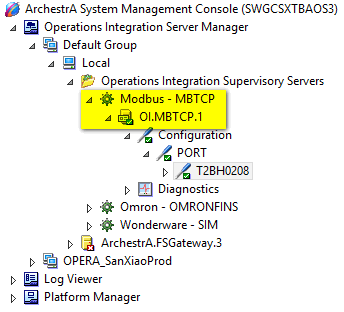 ArchestrA System Management Console (SWGCSXTBAOS3)
Operations Integration Server Manager
Default Group
Local
Operations Integration Supervisory Servers
Modbus - MBTCP
OI.MBTCP.1
Configuration
PORT
T2BH0208
Diagnostics
Omron - OMRONFINS
Wonderware - SIM
ArchestrA.FSGateway.3
OPERA_SanXiaoProd
Log Viewer
Platform Manager